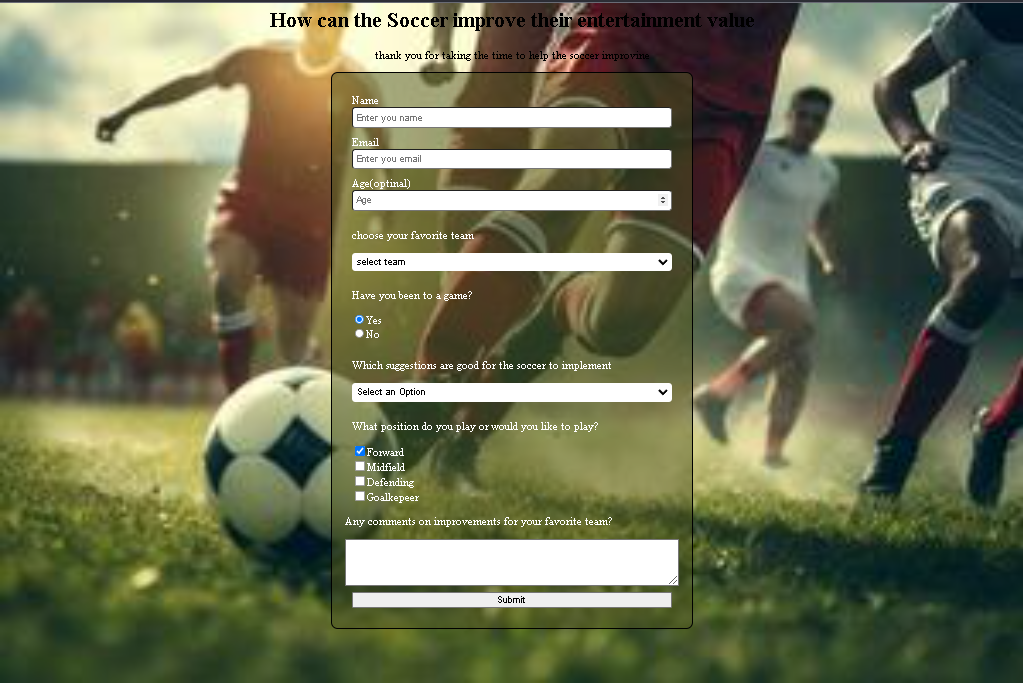 How can the Soccer improve their entertainment value
thank you for taking the time to help the soccer improvine
Name
Enter you name
Email
Enter you email
Age(optinal)
Age
choose your favorite team
select team
Have you been to a game?
Yes
No
Which suggestions are good for the soccer to implement
Select an Option
What position do you play or would you like to play?
Forward
Midfield
Defending
Goalkepeer
Any comments on improvements for your favorite team?
Submit